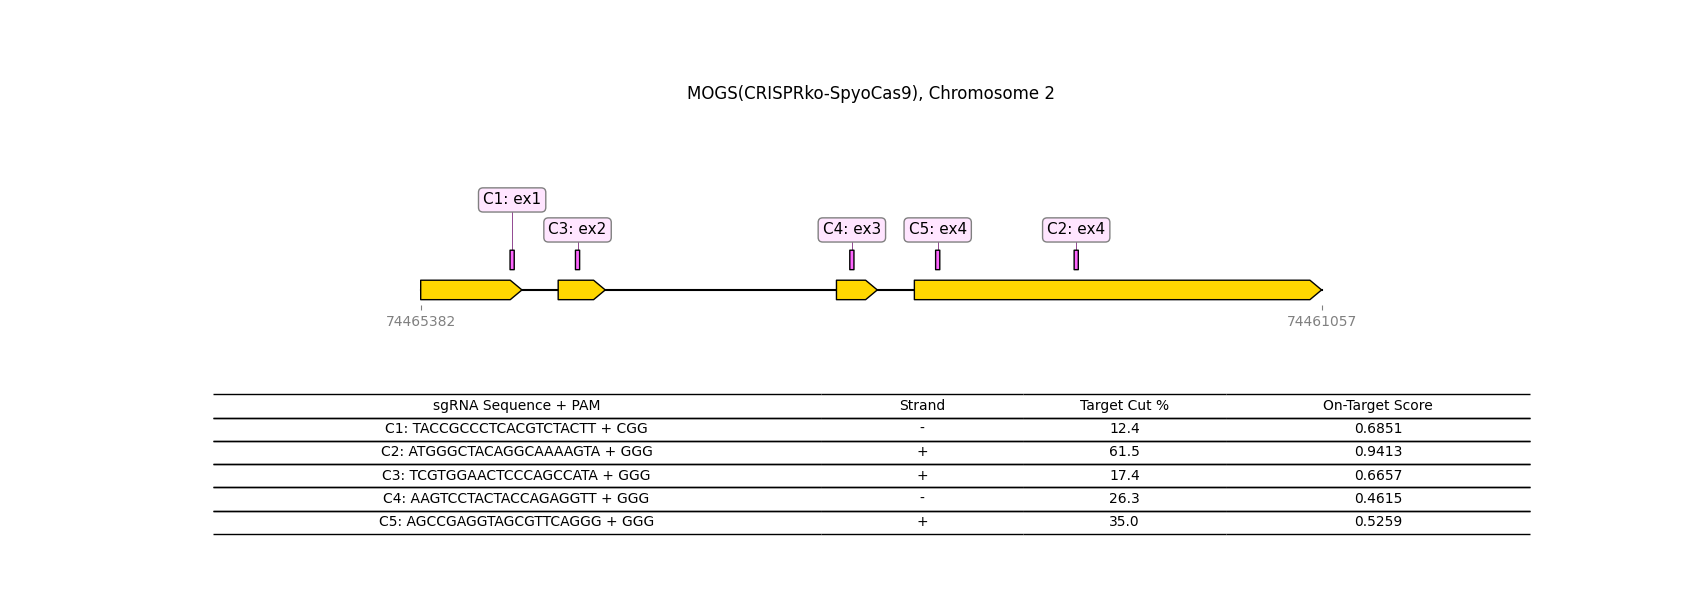 MOGS(CRISPRko-SpyoCas9), Chromosome 2
C1: ex1
C3: ex2 C4: ex3 C5: ex4 C2: ex4
74465382 74461057
sgRNA Sequence + PAM Strand Target Cut % On-Target Score
C1: TACCGCCCTCACGTCTACTT + CGG - 12.4 0.6851
C2: ATGGGCTACAGGCAAAAGTA + GGG + 61.5 0.9413
C3: TCGTGGAACTCCCAGCCATA + GGG + 17.4 0.6657
C4: AAGTCCTACTACCAGAGGTT + GGG - 26.3 0.4615
C5: AGCCGAGGTAGCGTTCAGGG + GGG + 35.0 0.5259